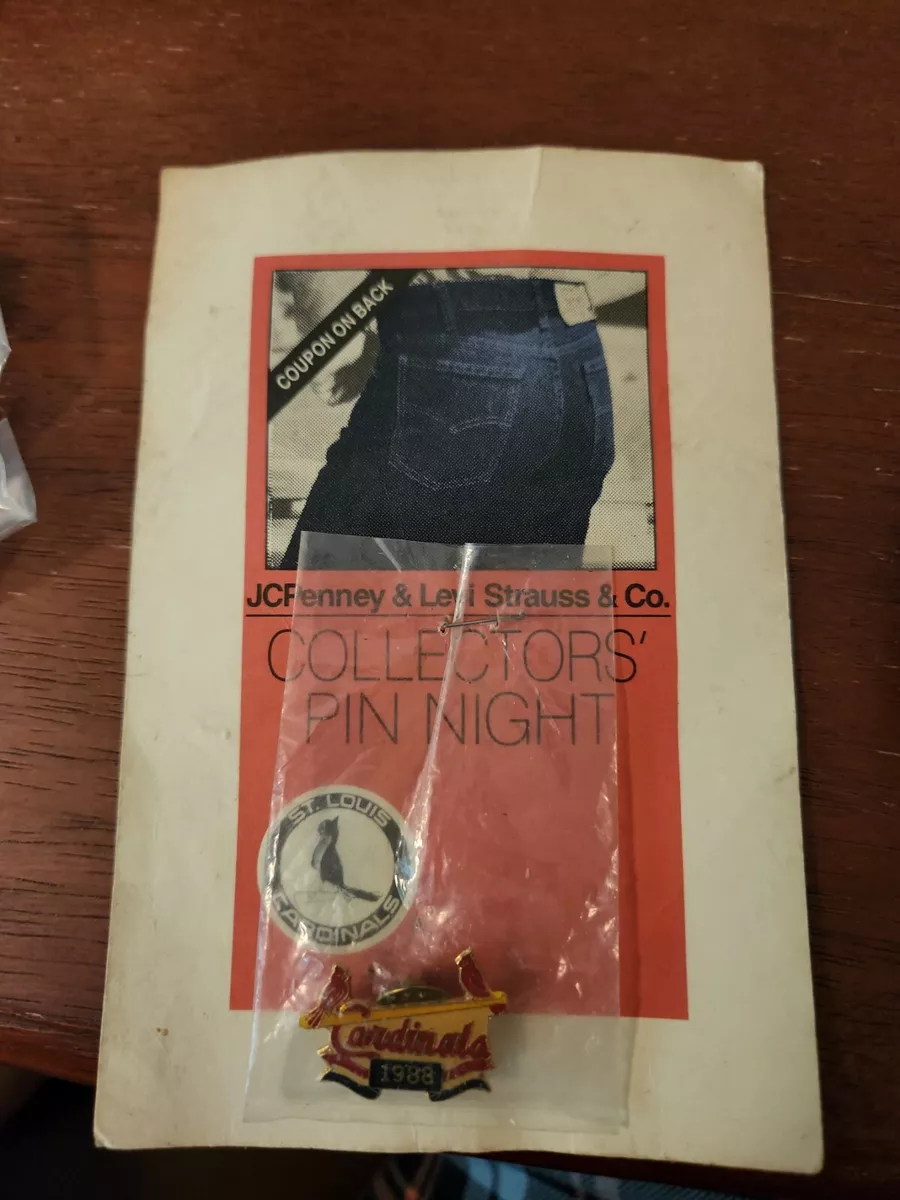 COUPON ON BACK
JCPenney & Levi Strauss & Co.
COLLECTORS'
PIN NIGHT
ST. LOUIS
CARDINALS
Cardinals
1988